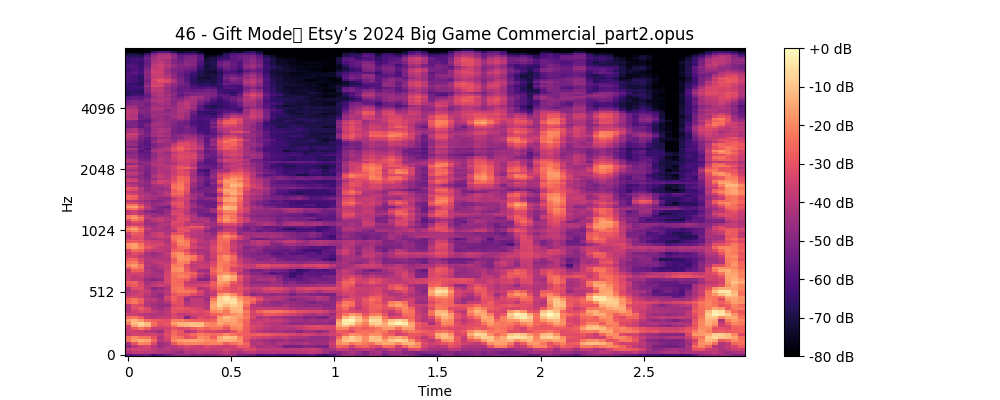 46 - Gift Mode▯ Etsy’s 2024 Big Game Commercial_part2.opus
Hz
4096
2048
1024
512
0
0 0.5 1 1.5 2 2.5
Time
+0 dB
-10 dB
-20 dB
-30 dB
-40 dB
-50 dB
-60 dB
-70 dB
-80 dB